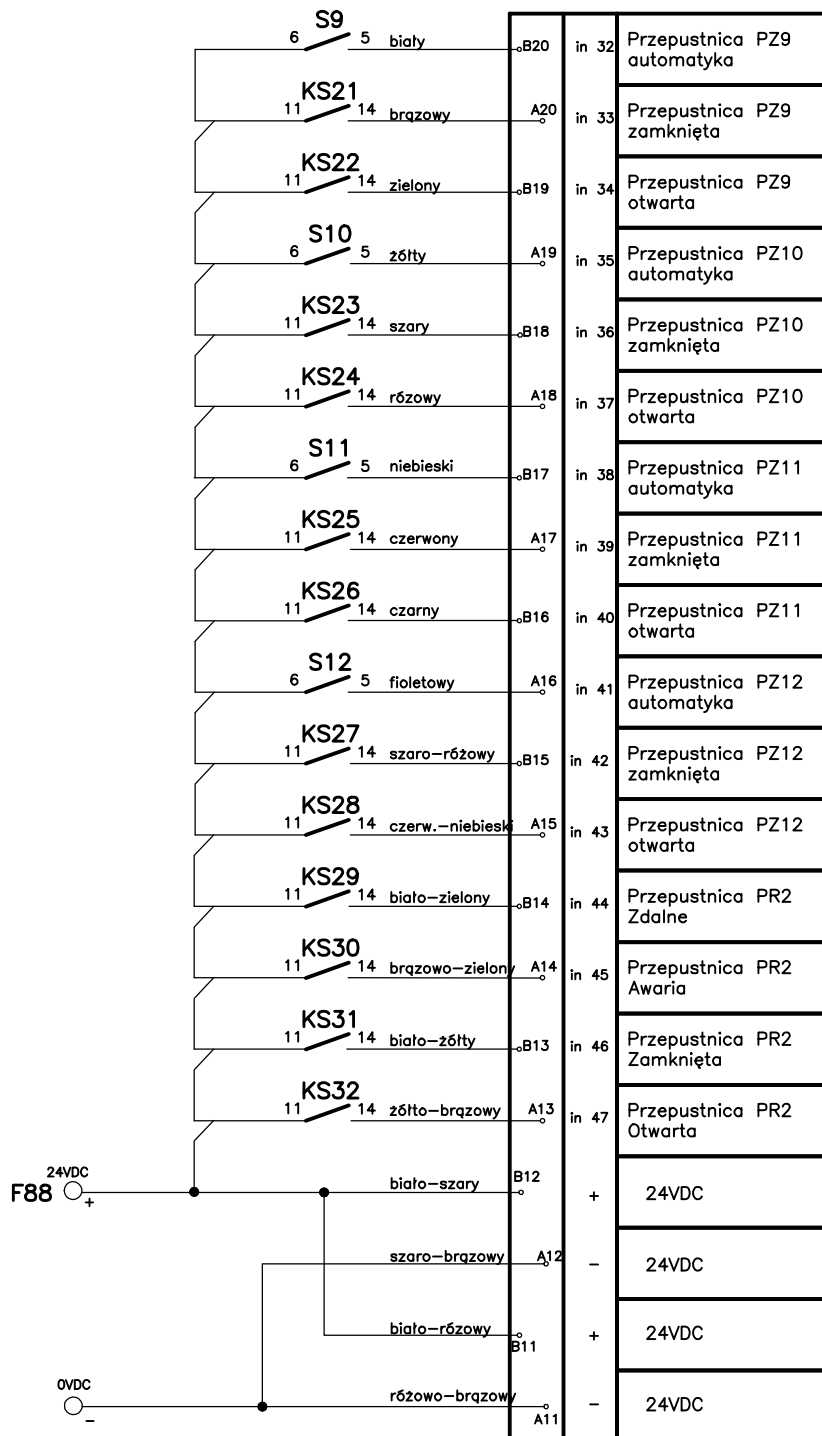 S9
6 5 biały B20 in 32 Przepustnica PZ9
automatyka
KS21
11 14 brązowy A20 in 33 Przepustnica PZ9
zamknięta
KS22
11 14 zielony B19 in 34 Przepustnica PZ9
otwarta
S10
6 5 żółty A19 in 35 Przepustnica PZ10
automatyka
KS23
11 14 szary B18 in 36 Przepustnica PZ10
zamknięta
KS24
11 14 różowy A18 in 37 Przepustnica PZ10
otwarta
S11
6 5 niebieski B17 in 38 Przepustnica PZ11
automatyka
KS25
11 14 czerwony A17 in 39 Przepustnica PZ11
zamknięta
KS26
11 14 czarny B16 in 40 Przepustnica PZ11
otwarta
S12
6 5 fioletowy A16 in 41 Przepustnica PZ12
automatyka
KS27
11 14 szaro-różowy B15 in 42 Przepustnica PZ12
zamknięta
KS28
11 14 czerw.-niebieski A15 in 43 Przepustnica PZ12
otwarta
KS29
11 14 biało-zielony B14 in 44 Przepustnica PR2
Zdalne
KS30
11 14 brązowo-zielony A14 in 45 Przepustnica PR2
Awaria
KS31
11 14 biało-żółty B13 in 46 Przepustnica PR2
Zamknięta
KS32
11 14 żółto-brązowy A13 in 47 Przepustnica PR2
Otwarta
F88 24VDC + biało-szary B12 + 24VDC
szaro-brązowy A12 - 24VDC
biało-różowy B11 + 24VDC
0VDC - różowo-brązowy A11 - 24VDC